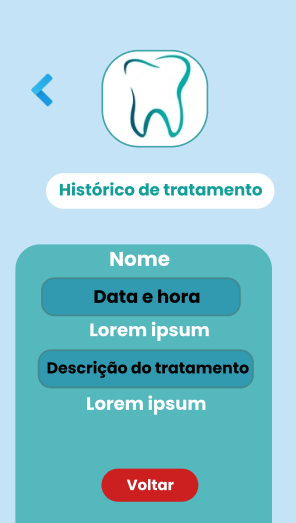 Histórico de tratamento
Nome
Data e hora
Lorem ipsum
Descrição do tratamento
Lorem ipsum
Voltar